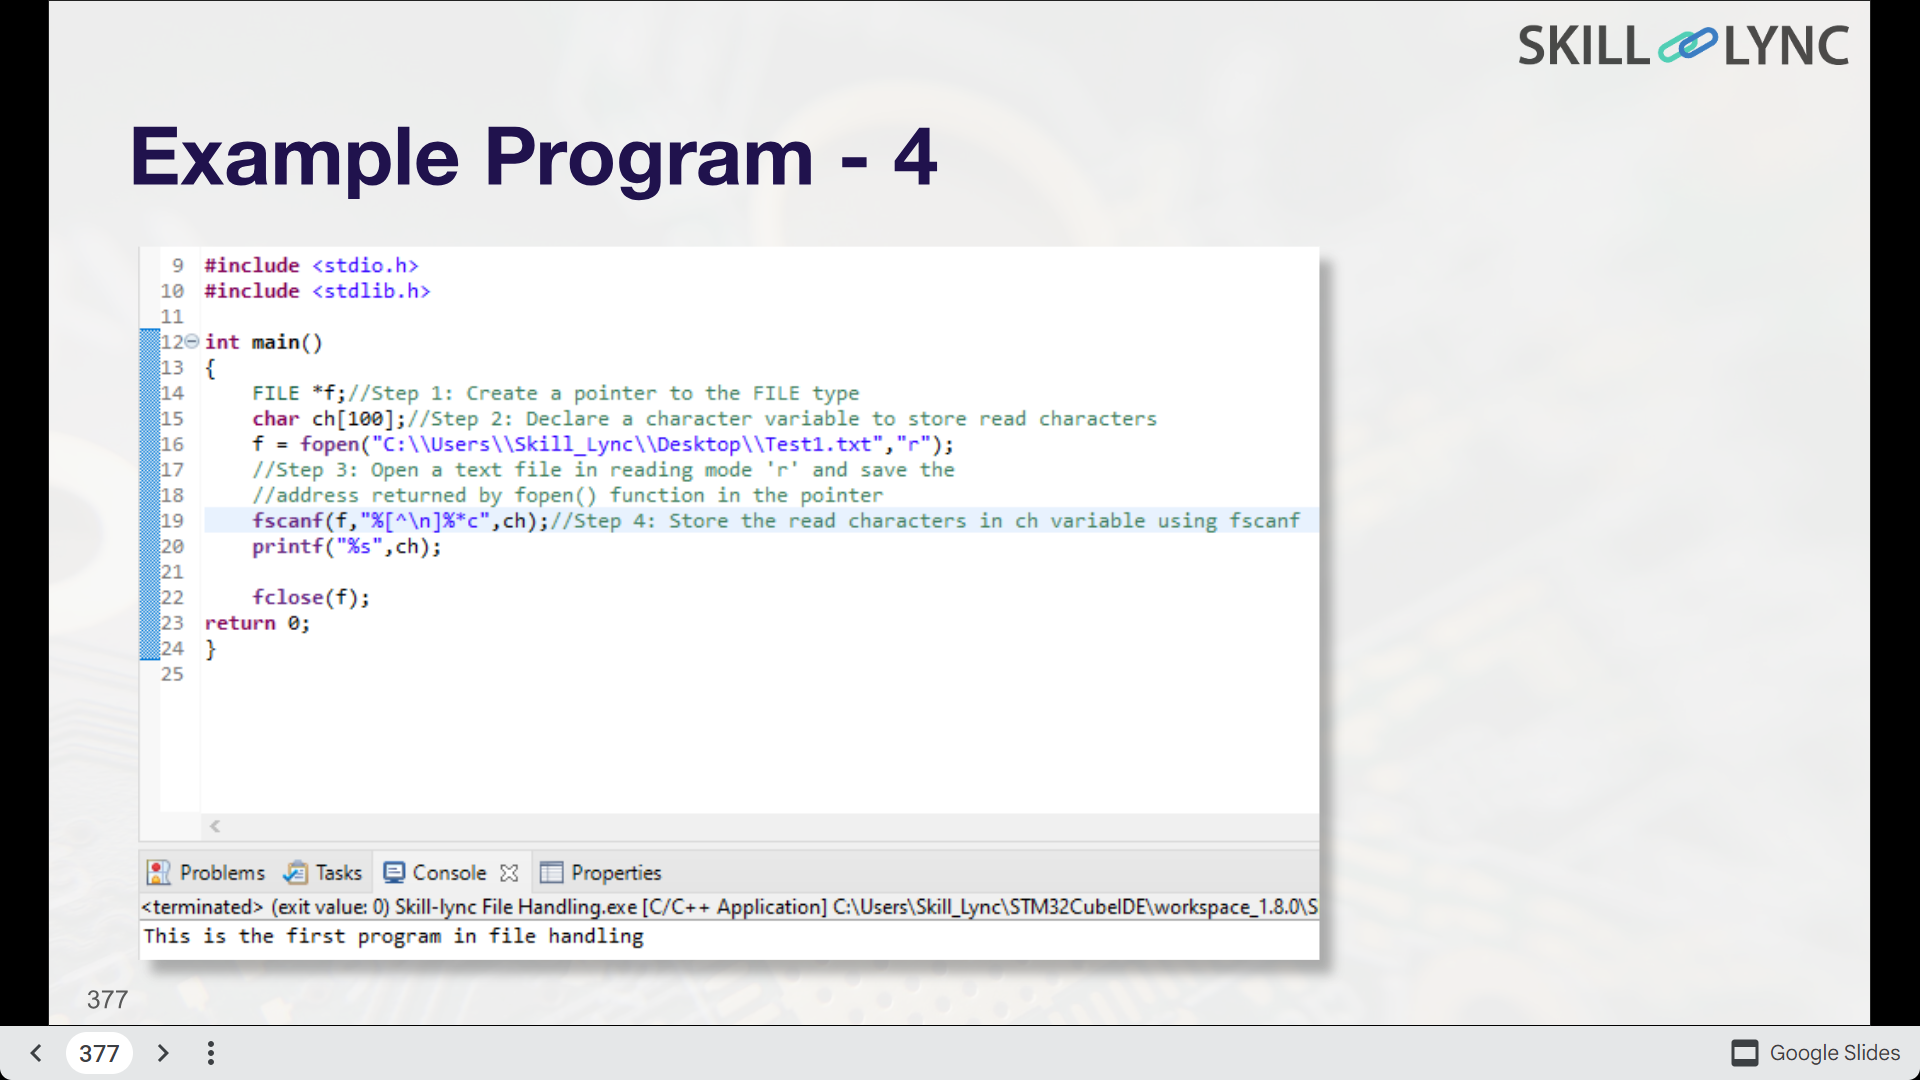 SKILL LYNC
Example Program - 4
9 #include <stdio.h>
10 #include <stdlib.h>
11
12 int main()
13 {
14 FILE *f;//Step 1: Create a pointer to the FILE type
15 char ch[100];//Step 2: Declare a character variable to store read characters
16 f = fopen("C:\\Users\\Skill_Lync\\Desktop\\Test1.txt","r");
17 //Step 3: Open a text file in reading mode 'r' and save the
18 //address returned by fopen() function in the pointer
19 fscanf(f,"%[^\n]%*c",ch);//Step 4: Store the read characters in ch variable using fscanf
20 printf("%s",ch);
21
22 fclose(f);
23 return 0;
24 }
25
Problems Tasks Console Properties
<terminated> (exit value: 0) Skill-lync File Handling.exe [C/C++ Application] C:\Users\Skill_Lync\STM32CubeIDE\workspace_1.8.0\S
This is the first program in file handling
377
377
Google Slides